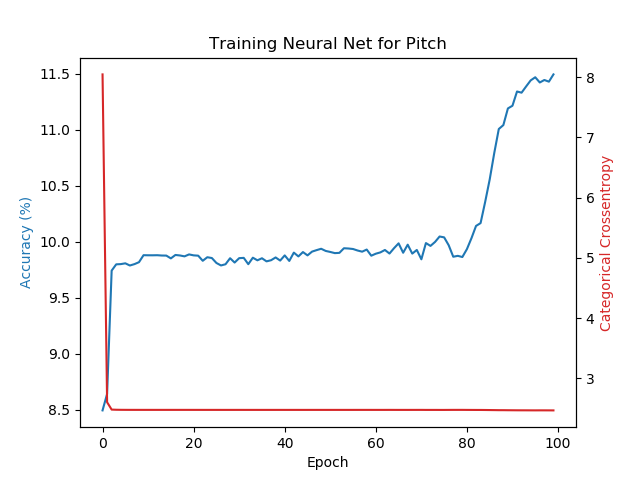 Training Neural Net for Pitch
11.5
11.0
10.5
10.0
9.5
9.0
8.5
Accuracy (%)
8
7
6
5
4
3
Categorical Crossentropy
0 20 40 60 80 100
Epoch